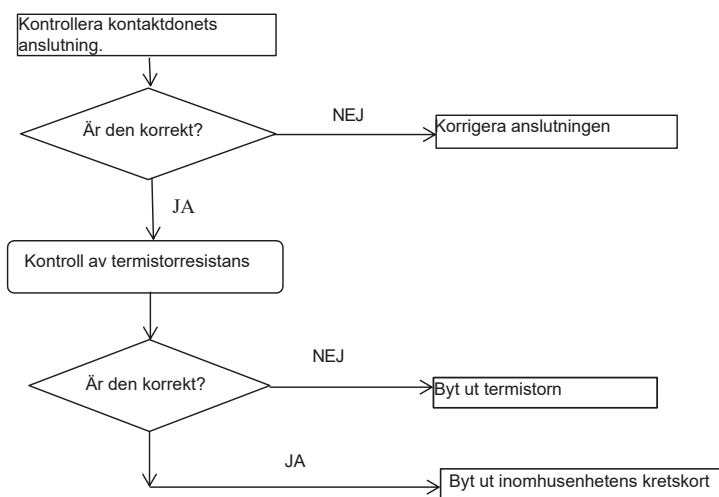 Kontrollera kontaktdonets
anslutning.
Är den korrekt?
NEJ
Korrigera anslutningen
JA
Kontroll av termistorresistans
Är den korrekt?
NEJ
Byt ut termistorn
JA
Byt ut inomhusenhetens kretskort